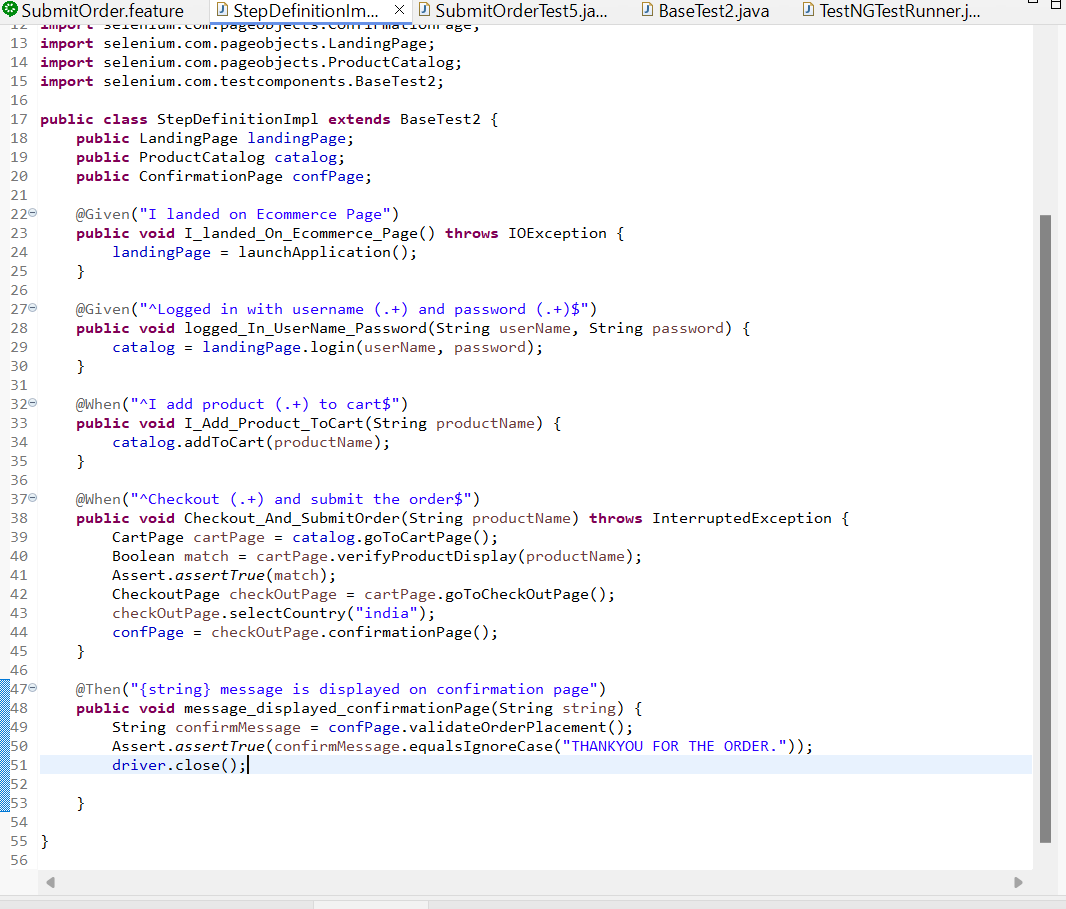 SubmitOrder.feature StepDefinitionIm... SubmitOrderTest5.ja... BaseTest2.java TestNGTestRunner.j...
12 import selenium.com.pageobjects.ConfirmationPage;
13 import selenium.com.pageobjects.LandingPage;
14 import selenium.com.pageobjects.ProductCatalog;
15 import selenium.com.testcomponents.BaseTest2;
16
17 public class StepDefinitionImpl extends BaseTest2 {
18 public LandingPage landingPage;
19 public ProductCatalog catalog;
20 public ConfirmationPage confPage;
21
22 @Given("I landed on Ecommerce Page")
23 public void I_landed_On_Ecommerce_Page() throws IOException {
24 landingPage = launchApplication();
25 }
26
27 @Given("^Logged in with username (.+) and password (.+)$")
28 public void logged_In_UserName_Password(String userName, String password) {
29 catalog = landingPage.login(userName, password);
30 }
31
32 @When("^I add product (.+) to cart$")
33 public void I_Add_Product_ToCart(String productName) {
34 catalog.addToCart(productName);
35 }
36
37 @When("^Checkout (.+) and submit the order$")
38 public void Checkout_And_SubmitOrder(String productName) throws InterruptedException {
39 CartPage cartPage = catalog.goToCartPage();
40 Boolean match = cartPage.verifyProductDisplay(productName);
41 Assert.assertTrue(match);
42 CheckoutPage checkOutPage = cartPage.goToCheckOutPage();
43 checkOutPage.selectCountry("india");
44 confPage = checkOutPage.confirmationPage();
45 }
46
47 @Then("{string} message is displayed on confirmation page")
48 public void message_displayed_confirmationPage(String string) {
49 String confirmMessage = confPage.validateOrderPlacement();
50 Assert.assertTrue(confirmMessage.equalsIgnoreCase("THANKYOU FOR THE ORDER."));
51 driver.close();
52
53 }
54
55 }
56